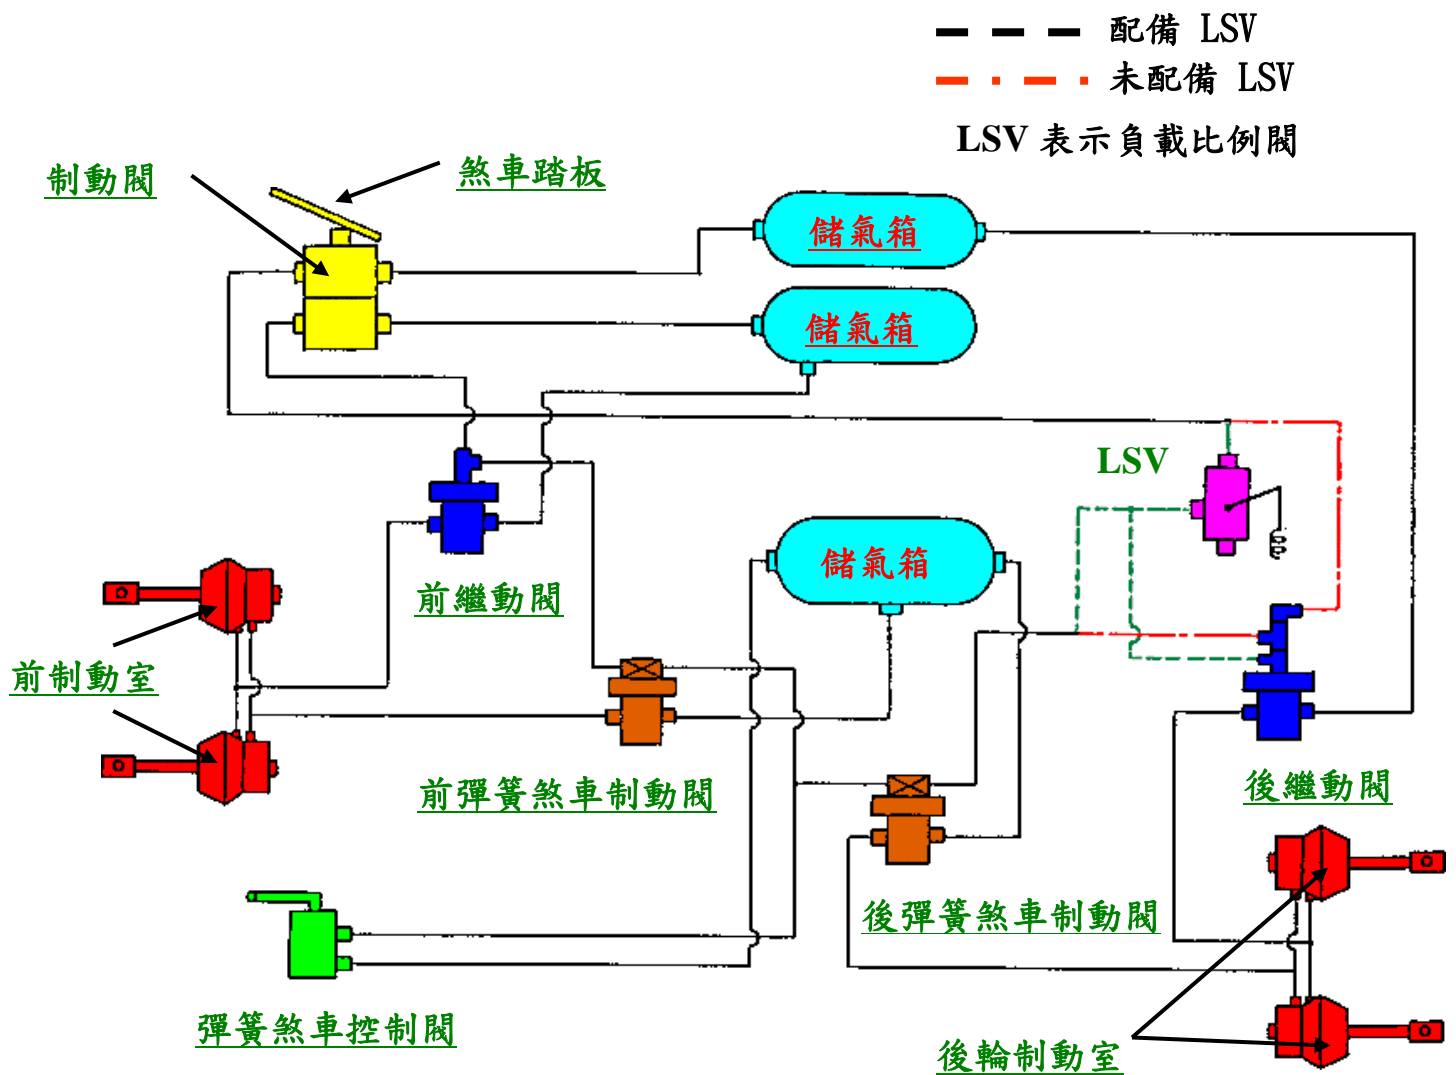 配備 LSV
未配備 LSV
LSV 表示負載比例閥
煞車踏板
制動閥
儲氣箱
儲氣箱
LSV
儲氣箱
前繼動閥
前制動室
前彈簧煞車制動閥
後繼動閥
後彈簧煞車制動閥
彈簧煞車控制閥
後輪制動室